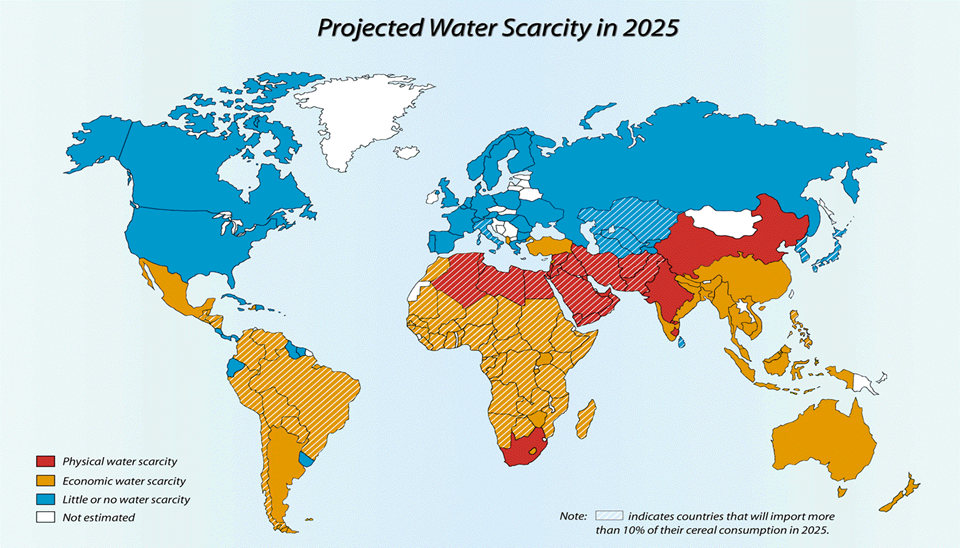 Projected Water Scarcity in 2025
Physical water scarcity
Economic water scarcity
Little or no water scarcity
Not estimated
Note: indicates countries that will import more
than 10% of their cereal consumption in 2025.